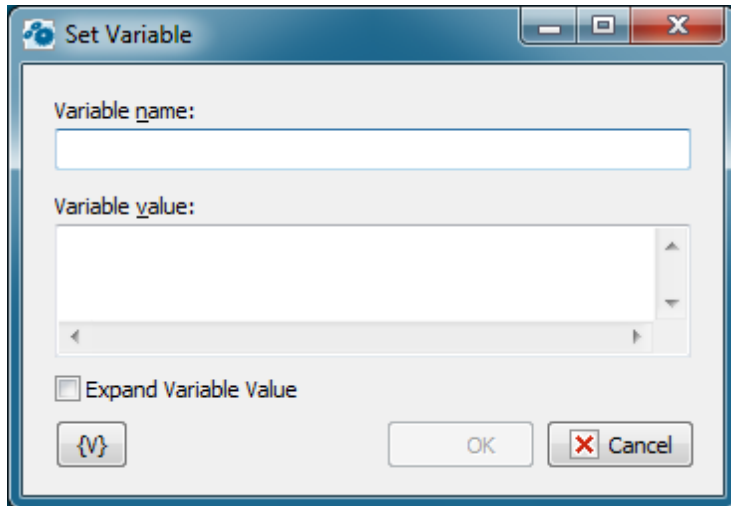 Set Variable
Variable name:
Variable value:
Expand Variable Value
{V} OK Cancel